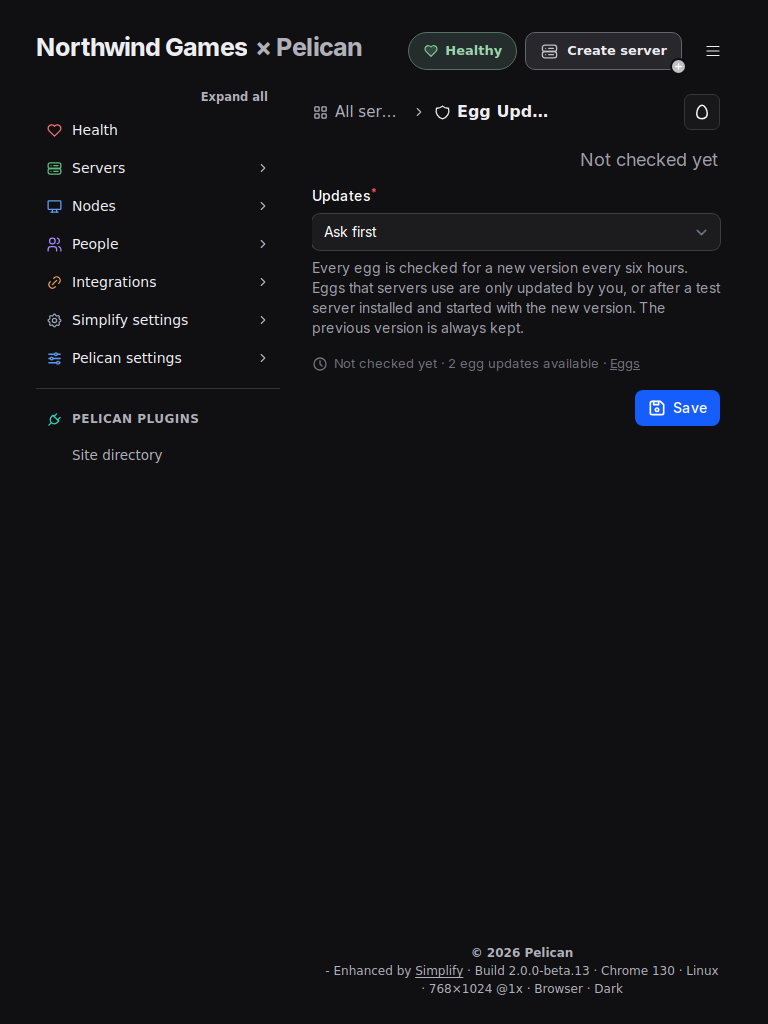 Northwind Games × Pelican
Healthy
Create server
Expand all
Health
Servers
Nodes
People
Integrations
Simplify settings
Pelican settings
PELICAN PLUGINS
Site directory
All ser…
Egg Upd…
Not checked yet
Updates*
Ask first
Every egg is checked for a new version every six hours.
Eggs that servers use are only updated by you, or after a test
server installed and started with the new version. The
previous version is always kept.
Not checked yet · 2 egg updates available · Eggs
Save
© 2026 Pelican
- Enhanced by Simplify · Build 2.0.0-beta.13 · Chrome 130 · Linux
· 768×1024 @1x · Browser · Dark